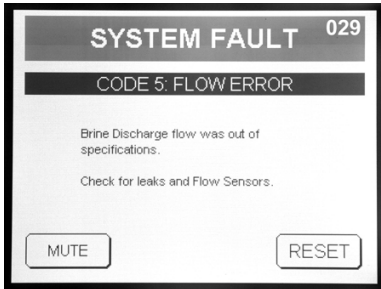 SYSTEM FAULT 029
CODE 5: FLOW ERROR
Brine Discharge flow was out of
specifications.
Check for leaks and Flow Sensors.
MUTE RESET